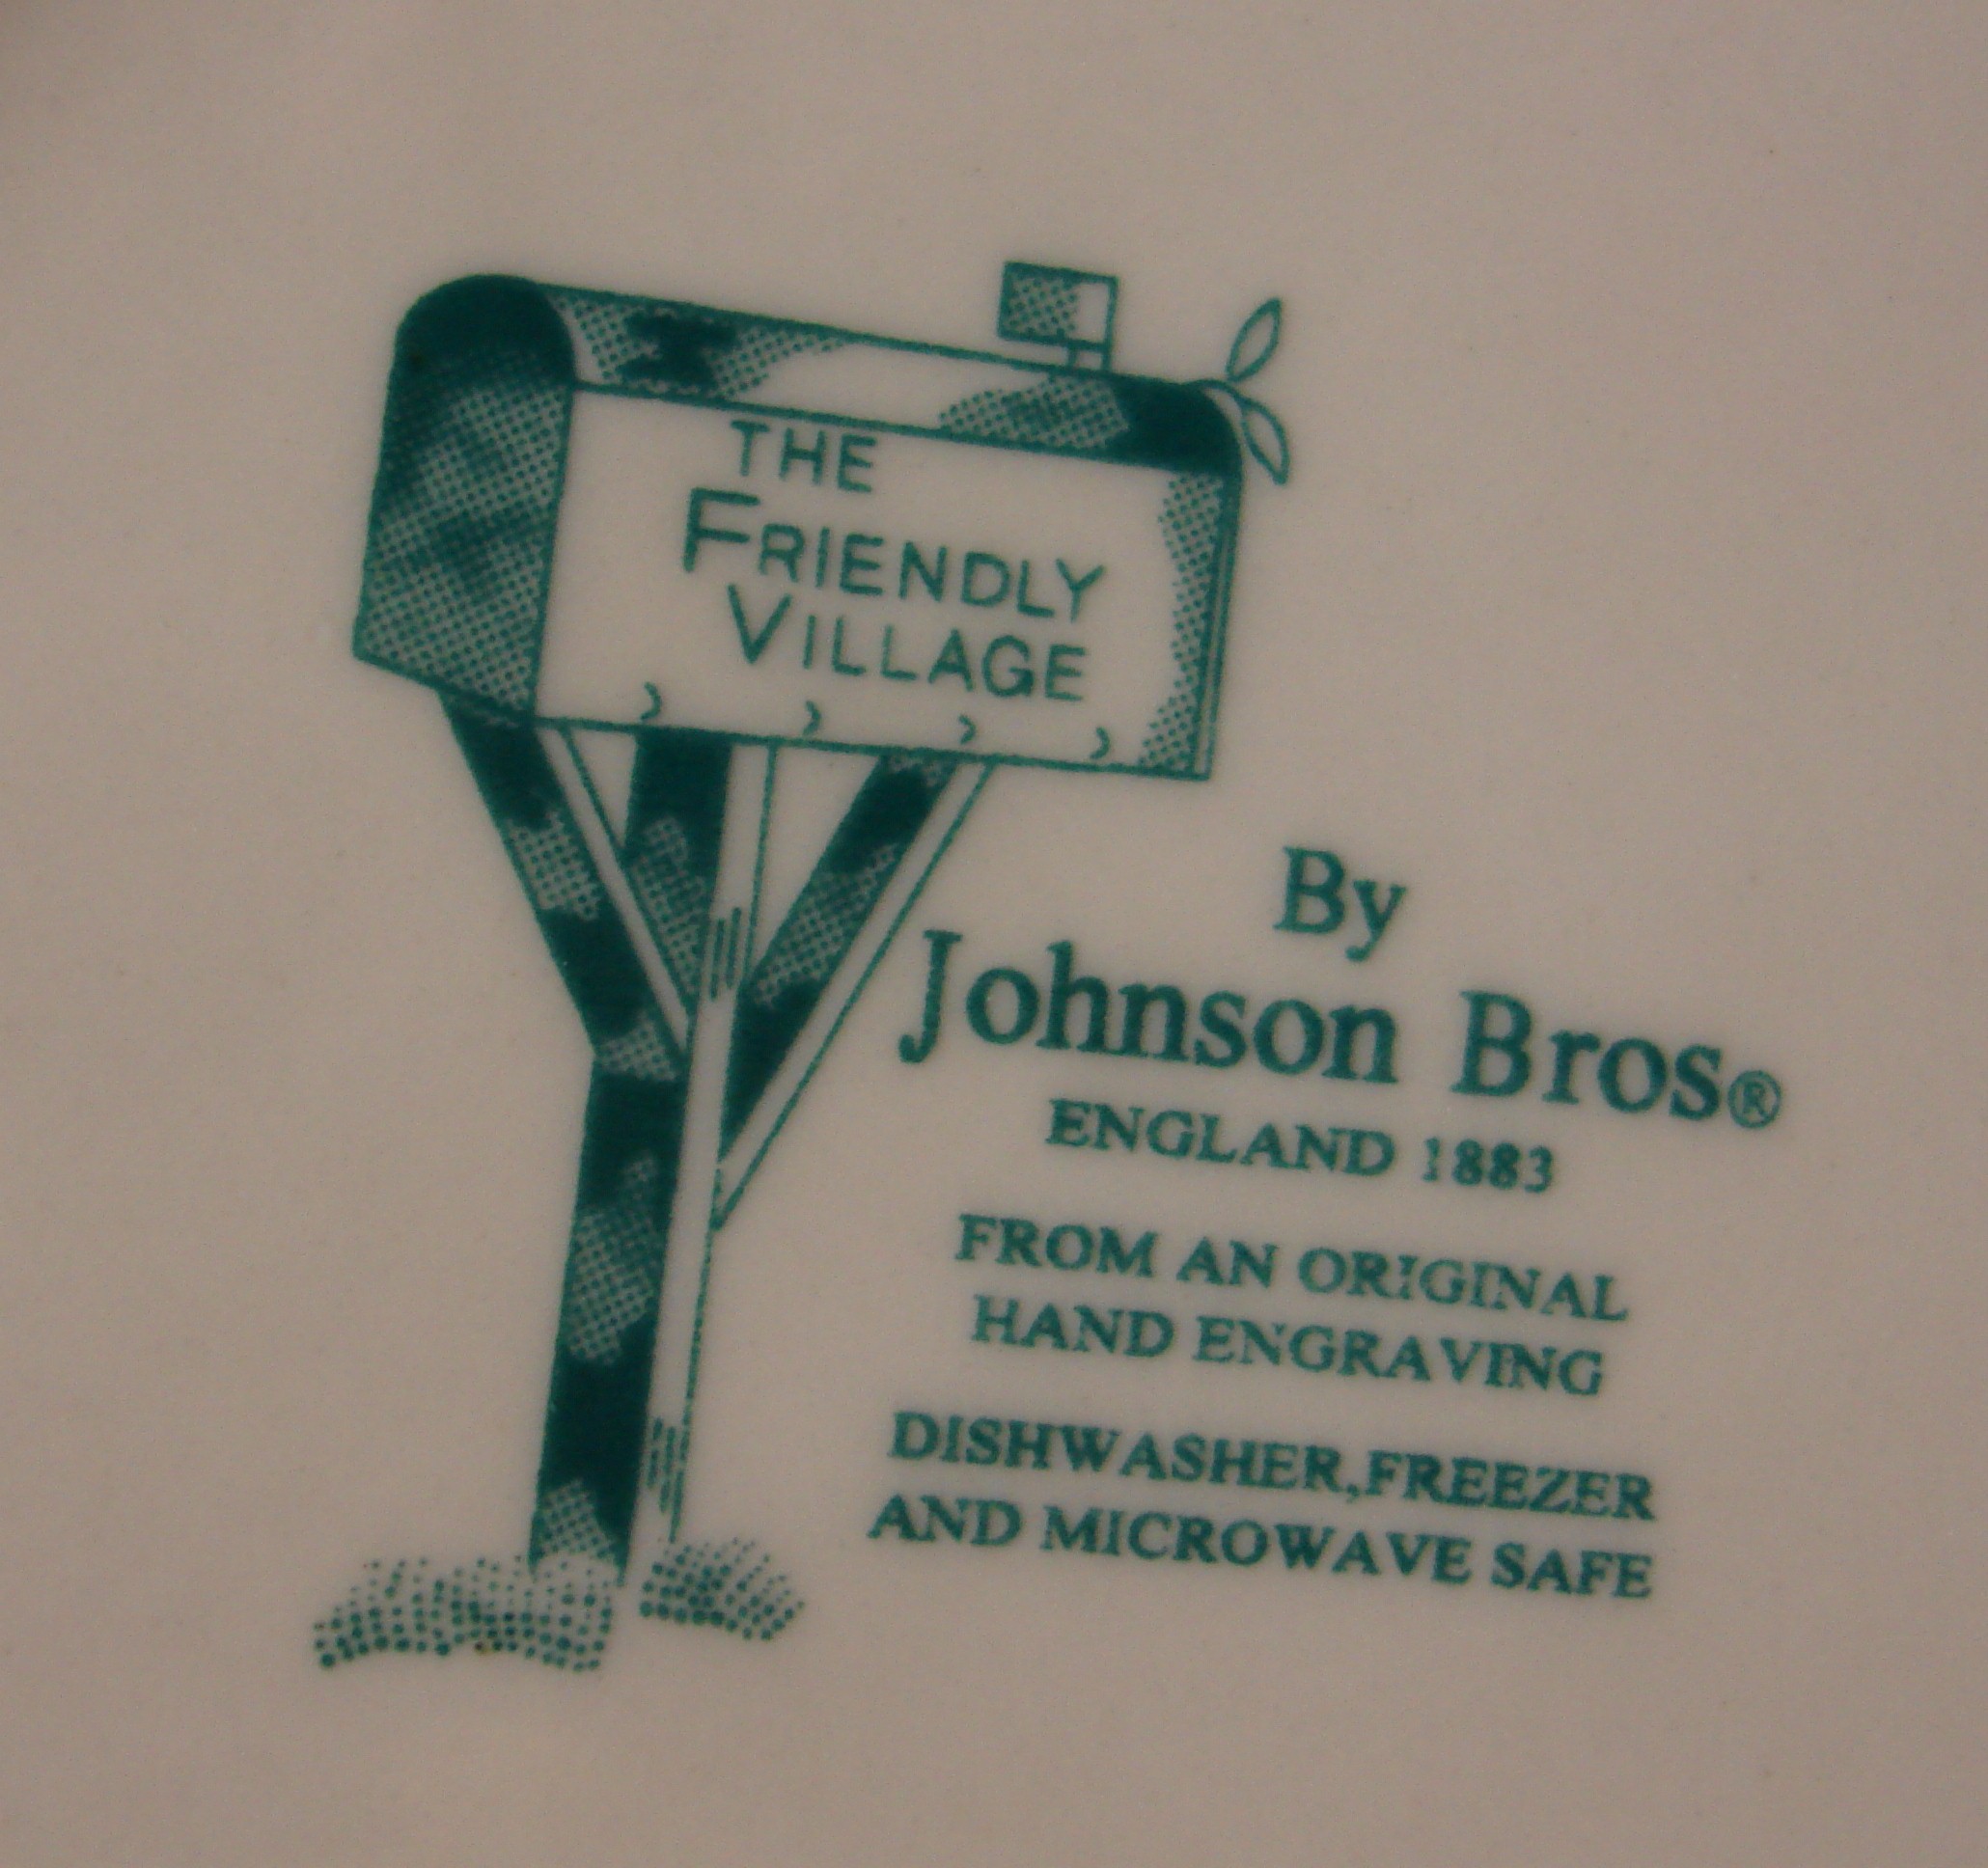 THE
FRIENDLY
VILLAGE
By
Johnson Bros®
ENGLAND 1883
FROM AN ORIGINAL
HAND ENGRAVING
DISHWASHER,FREEZER
AND MICROWAVE SAFE